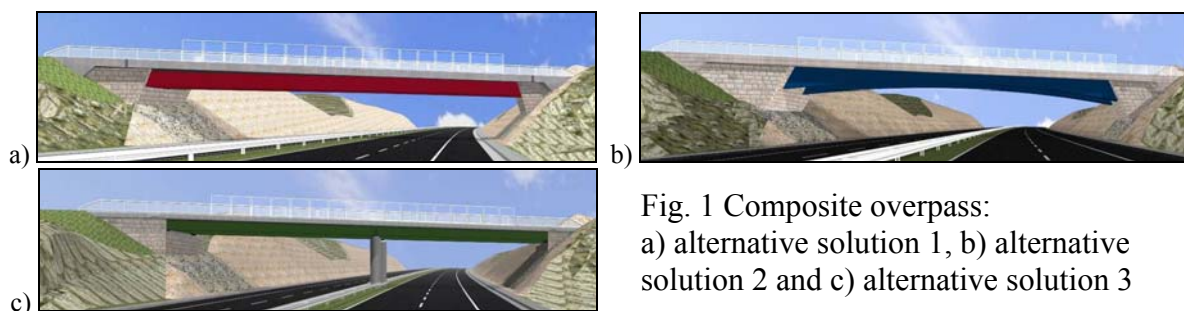 a)
b)
c)
Fig. 1 Composite overpass:
a) alternative solution 1, b) alternative
solution 2 and c) alternative solution 3